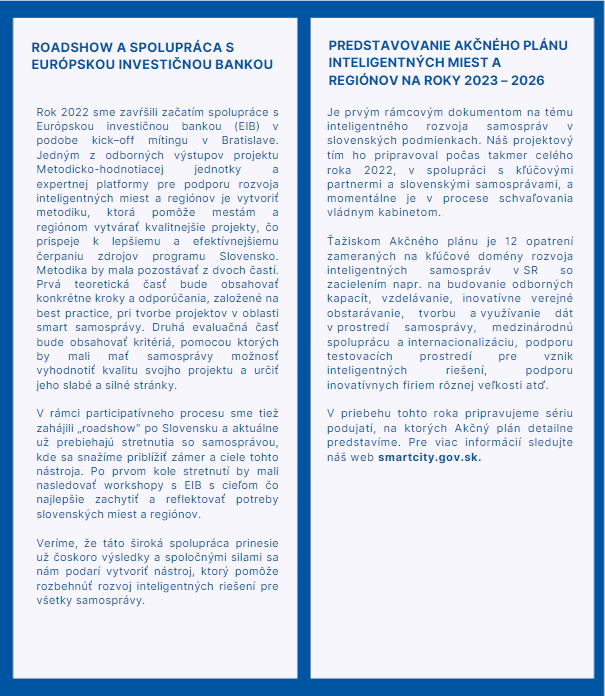 ROADSHOW A SPOLUPRÁCA S
EURÓPSKOU INVESTIČNOU BANKOU
Rok 2022 sme zavŕšili začatím spolupráce s
Európskou investičnou bankou (EIB) v
podobe kick–off mítingu v Bratislave.
Jedným z odborných výstupov projektu
Metodicko-hodnotiacej jednotky a
expertnej platformy pre podporu rozvoja
inteligentných miest a regiónov je vytvoriť
metodiku, ktorá pomôže mestám a
regiónom vytvárať kvalitnejšie projekty, čo
prispeje k lepšiemu a efektívnejšiemu
čerpaniu zdrojov programu Slovensko.
Metodika by mala pozostávať z dvoch častí.
Prvá teoretická časť bude obsahovať
konkrétne kroky a odporúčania, založené na
best practice, pri tvorbe projektov v oblasti
smart samosprávy. Druhá evaluačná časť
bude obsahovať kritériá, pomocou ktorých
by mali mať samosprávy možnosť
vyhodnotiť kvalitu svojho projektu a určiť
jeho slabé a silné stránky.
V rámci participatívneho procesu sme tiež
zahájili „roadshow" po Slovensku a aktuálne
už prebiehajú stretnutia so samosprávou,
kde sa snažíme priblížiť zámer a ciele tohto
nástroja. Po prvom kole stretnutí by mali
nasledovať workshopy s EIB s cieľom čo
najlepšie zachytiť a reflektovať potreby
slovenských miest a regiónov.
Veríme, že táto široká spolupráca prinesie
už čoskoro výsledky a spoločnými silami sa
nám podarí vytvoriť nástroj, ktorý pomôže
rozbehnúť rozvoj inteligentných riešení pre
všetky samosprávy.
PREDSTAVOVANIE AKČNÉHO PLÁNU
INTELIGENTNÝCH MIEST A
REGIÓNOV NA ROKY 2023 – 2026
Je prvým rámcovým dokumentom na tému
inteligentného rozvoja samospráv v
slovenských podmienkach. Náš projektový
tím ho pripravoval počas takmer celého
roka 2022, v spolupráci s kľúčovými
partnermi a slovenskými samosprávami, a
momentálne je v procese schvaľovania
vládnym kabinetom.
Ťažiskom Akčného plánu je 12 opatrení
zameraných na kľúčové domény rozvoja
inteligentných samospráv v SR so
zacielením napr. na budovanie odborných
kapacít, vzdelávanie, inovatívne verejné
obstarávanie, tvorbu a využívanie dát
v prostredí samosprávy, medzinárodnú
spoluprácu a internacionalizáciu, podporu
testovacích prostredí pre vznik
inteligentných riešení, podporu
inovatívnych firiem rôznej veľkosti atď.
V priebehu tohto roka pripravujeme sériu
podujatí, na ktorých Akčný plán detailne
predstavíme. Pre viac informácií sledujte
náš web smartcity.gov.sk.